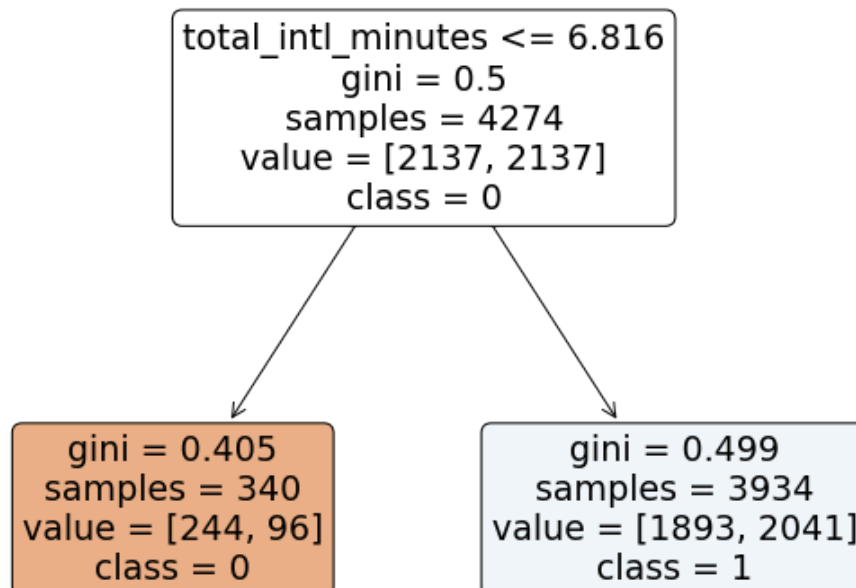 total_intl_minutes <= 6.816
gini = 0.5
samples = 4274
value = [2137, 2137]
class = 0
gini = 0.405
samples = 340
value = [244, 96]
class = 0
gini = 0.499
samples = 3934
value = [1893, 2041]
class = 1